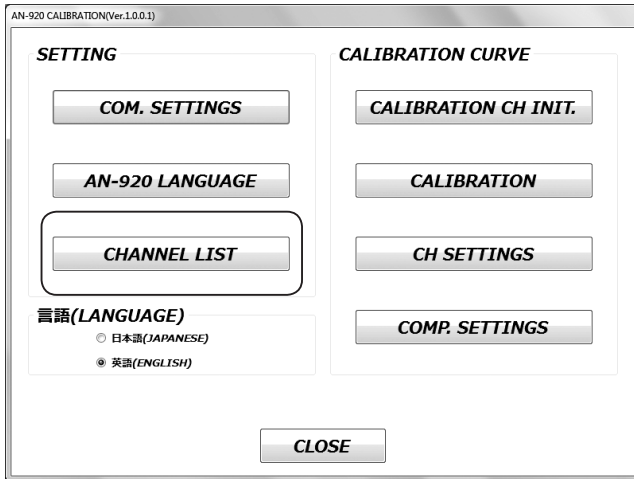 AN-920 CALIBRATION(Ver.1.0.0.1)
SETTING
COM. SETTINGS
AN-920 LANGUAGE
CHANNEL LIST
言語(LANGUAGE)
日本語(JAPANESE)
英語(ENGLISH)
CALIBRATION CURVE
CALIBRATION CH INIT.
CALIBRATION
CH SETTINGS
COMP. SETTINGS
CLOSE